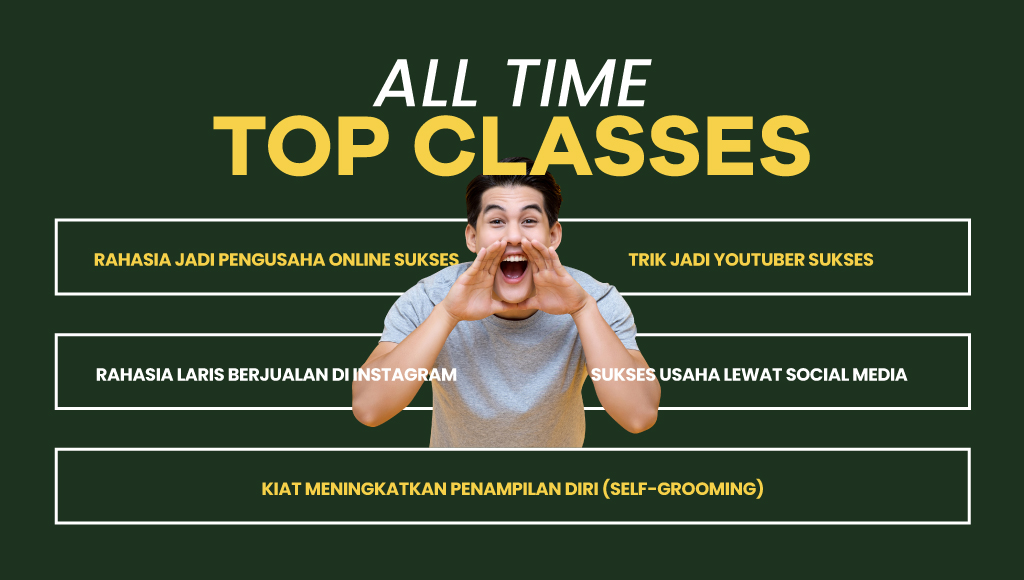 ALL TIME
TOP CLASSES
RAHASIA JADI PENGUSAHA ONLINE SUKSES
TRIK JADI YOUTUBER SUKSES
RAHASIA LARIS BERJUALAN DI INSTAGRAM
SUKSES USAHA LEWAT SOCIAL MEDIA
KIAT MENINGKATKAN PENAMPILAN DIRI (SELF-GROOMING)